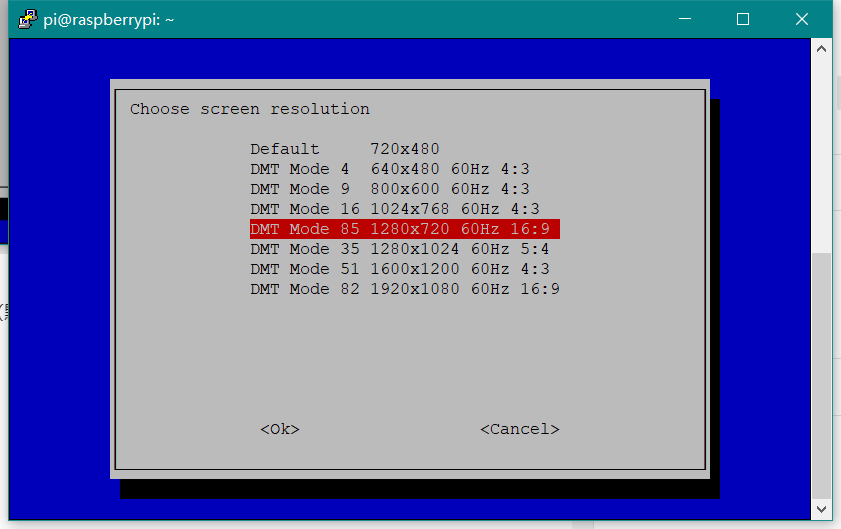 pi@raspberrypi: ~
Choose screen resolution
Default 720x480
DMT Mode 4 640x480 60Hz 4:3
DMT Mode 9 800x600 60Hz 4:3
DMT Mode 16 1024x768 60Hz 4:3
DMT Mode 85 1280x720 60Hz 16:9
DMT Mode 35 1280x1024 60Hz 5:4
DMT Mode 51 1600x1200 60Hz 4:3
DMT Mode 82 1920x1080 60Hz 16:9
<Ok> <Cancel>